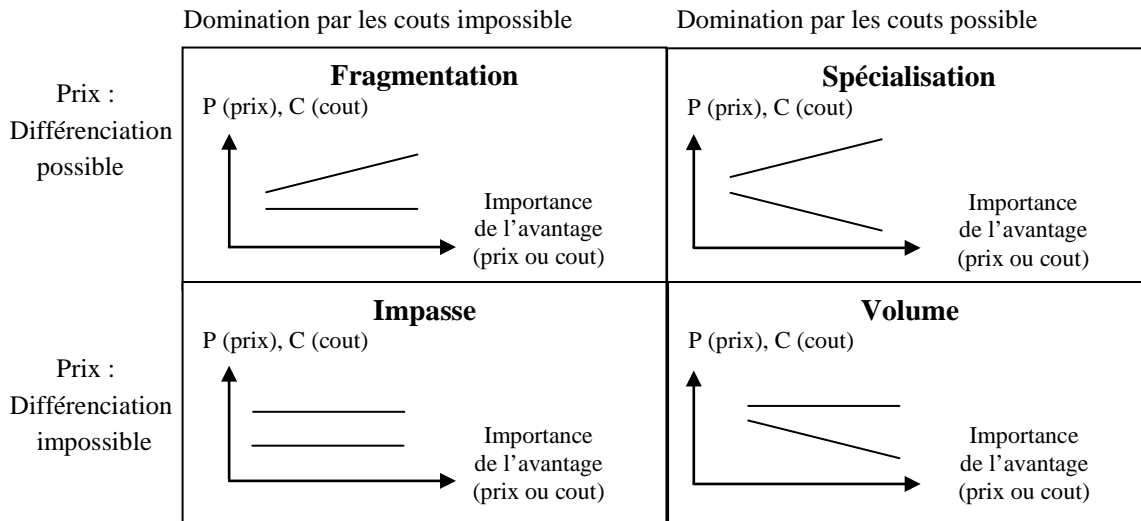 Domination par les couts impossible
Domination par les couts possible
Prix :
Différenciation
possible
Fragmentation
P (prix), C (cout)
Importance
de l'avantage
(prix ou cout)
Spécialisation
P (prix), C (cout)
Importance
de l'avantage
(prix ou cout)
Prix :
Différenciation
impossible
Impasse
P (prix), C (cout)
Importance
de l'avantage
(prix ou cout)
Volume
P (prix), C (cout)
Importance
de l'avantage
(prix ou cout)